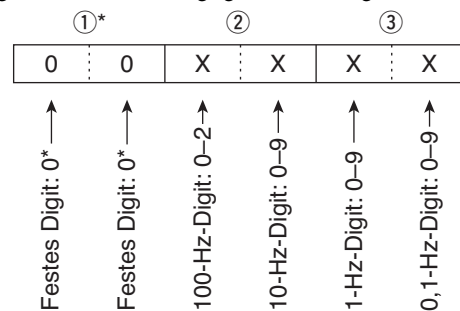 ①* ② ③
0 0 X X X X
Festes Digit: 0*
Festes Digit: 0*
100-Hz-Digit: 0–2
10-Hz-Digit: 0–9
1-Hz-Digit: 0–9
0,1-Hz-Digit: 0–9